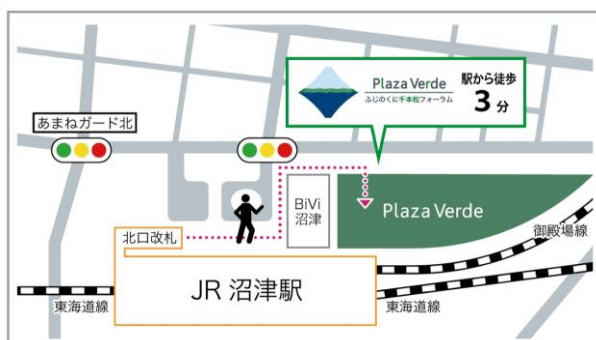 Plaza Verde
ふじのくに千本松フォーラム
駅から徒歩
3分
あまねガード北
BiVi
沼津
Plaza Verde
北口改札
御殿場線
JR 沼津駅
東海道線
東海道線